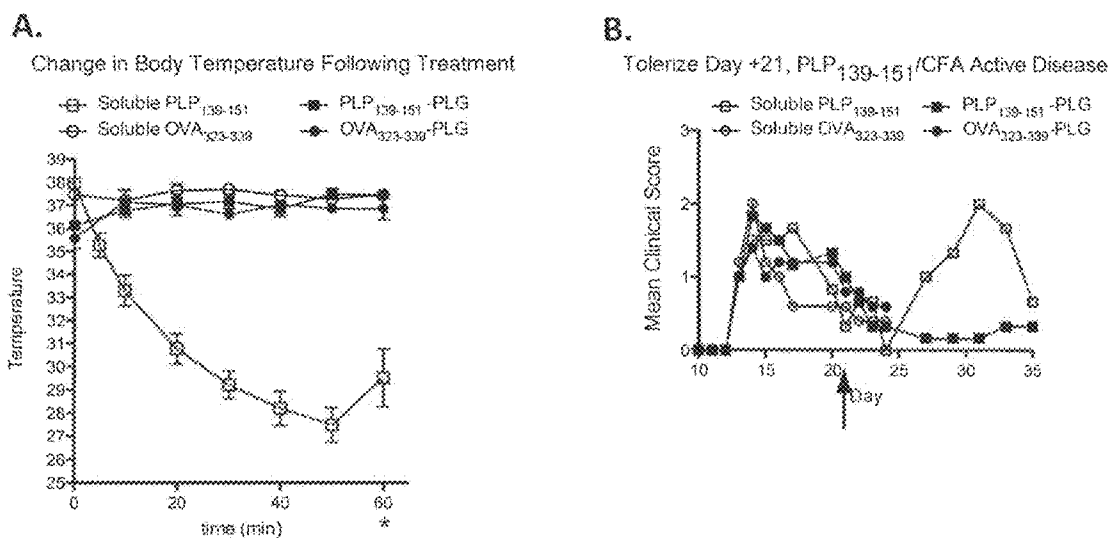 A.
Change in Body Temperature Following Treatment
Soluble PLP139-151
PLP139-151-PLG
Soluble OVA323-339
OVA323-339-PLG
39
38
37
36
35
34
33
32
31
30
29
28
27
26
25
Temperature
0 20 40 60
*
time (min)
B.
Tolerize Day +21, PLP139-151/CFA Active Disease
Soluble PLP139-151
PLP139-151-PLG
Soluble OVA323-339
OVA323-339-PLG
3
2
1
0
Mean Clinical Score
10 15 20 25 30 35
Day